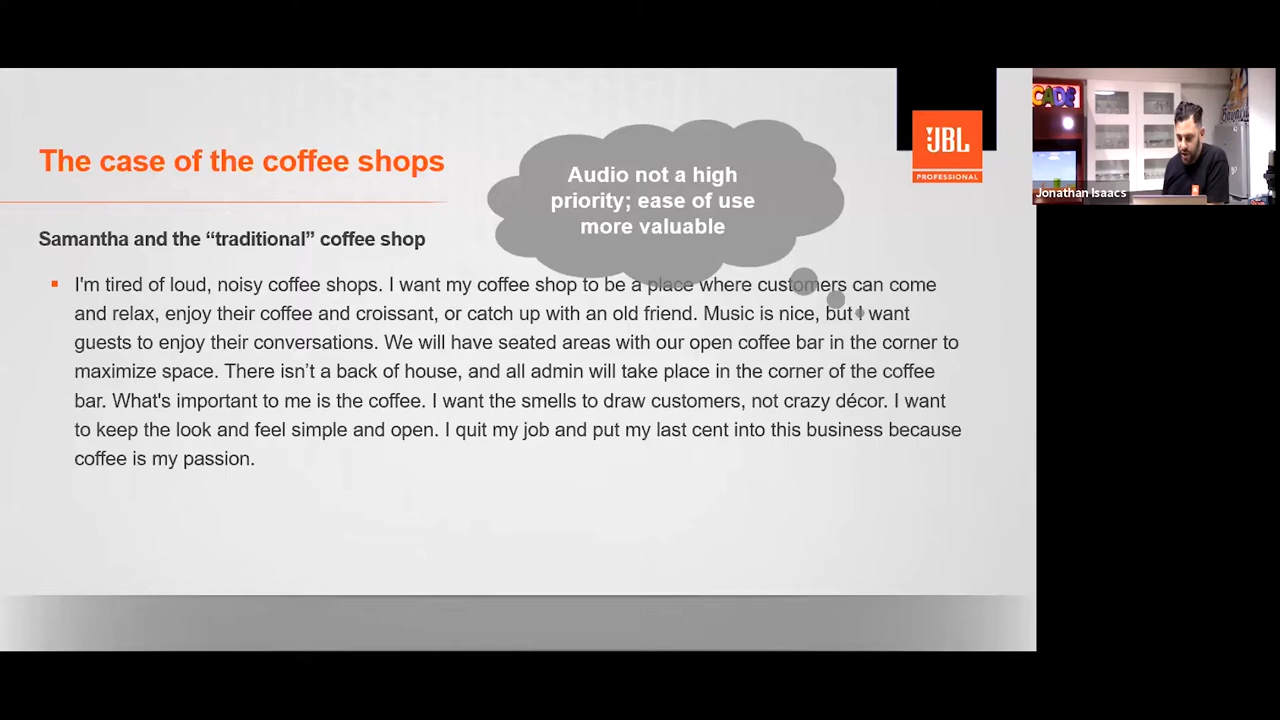 The case of the coffee shops
Audio not a high
priority; ease of use
more valuable
JBL
PROFESSIONAL
CADE
Jonathan Isaacs
Samantha and the “traditional” coffee shop
I'm tired of loud, noisy coffee shops. I want my coffee shop to be a place where customers can come
and relax, enjoy their coffee and croissant, or catch up with an old friend. Music is nice, but I want
guests to enjoy their conversations. We will have seated areas with our open coffee bar in the corner to
maximize space. There isn’t a back of house, and all admin will take place in the corner of the coffee
bar. What's important to me is the coffee. I want the smells to draw customers, not crazy décor. I want
to keep the look and feel simple and open. I quit my job and put my last cent into this business because
coffee is my passion.